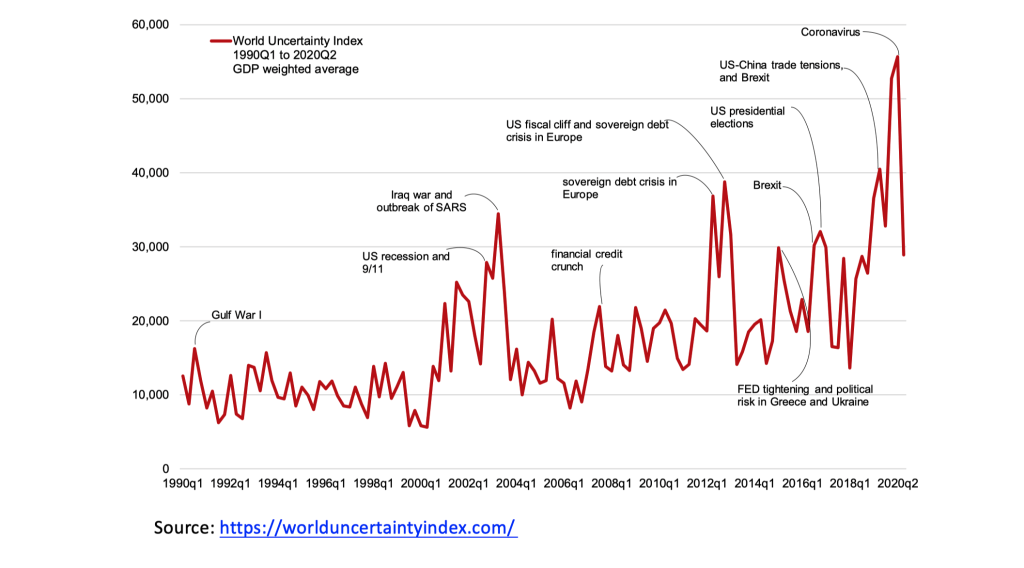 60,000
50,000
40,000
30,000
20,000
10,000
0
World Uncertainty Index
1990Q1 to 2020Q2
GDP weighted average
Gulf War I
US recession and
9/11
Iraq war and
outbreak of SARS
financial credit
crunch
US fiscal cliff and sovereign debt
crisis in Europe
sovereign debt crisis in
Europe
Brexit
US presidential
elections
US-China trade tensions,
and Brexit
Coronavirus
FED tightening and political
risk in Greece and Ukraine
1990q1 1992q1 1994q1 1996q1 1998q1 2000q1 2002q1 2004q1 2006q1 2008q1 2010q1 2012q1 2014q1 2016q1 2018q1 2020q2
Source: https://worlduncertaintyindex.com/